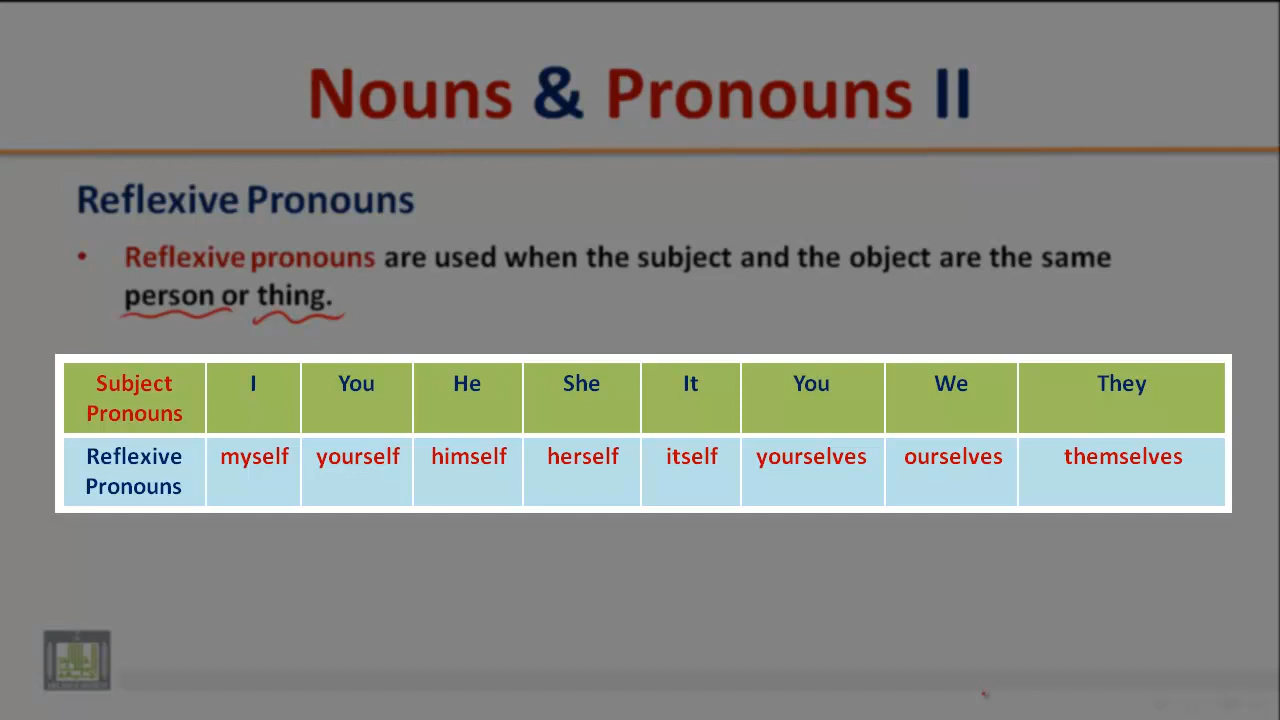 Nouns & Pronouns II
Reflexive Pronouns
• Reflexive pronouns are used when the subject and the object are the same
person or thing.
Subject Pronouns I You He She It You We They
Reflexive Pronouns myself yourself himself herself itself yourselves ourselves themselves